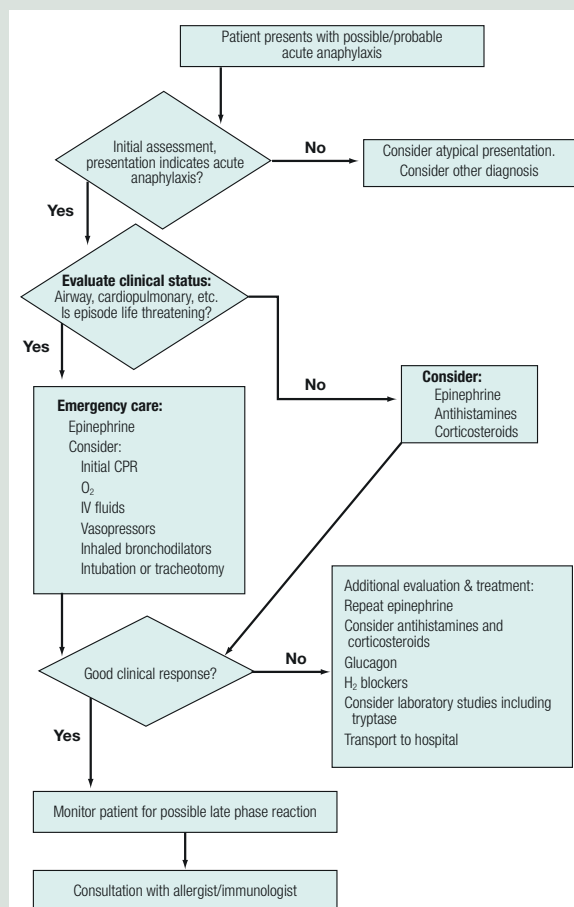 Patient presents with possible/probable
acute anaphylaxis
Initial assessment,
presentation indicates acute
anaphylaxis?
No
Consider atypical presentation.
Consider other diagnosis
Yes
Evaluate clinical status:
Airway, cardiopulmonary, etc.
Is episode life threatening?
Yes
No
Consider:
Epinephrine
Antihistamines
Corticosteroids
Emergency care:
Epinephrine
Consider:
Initial CPR
O₂
IV fluids
Vasopressors
Inhaled bronchodilators
Intubation or tracheotomy
Good clinical response?
No
Additional evaluation & treatment:
Repeat epinephrine
Consider antihistamines and
corticosteroids
Glucagon
H₂ blockers
Consider laboratory studies including
tryptase
Transport to hospital
Yes
Monitor patient for possible late phase reaction
Consultation with allergist/immunologist